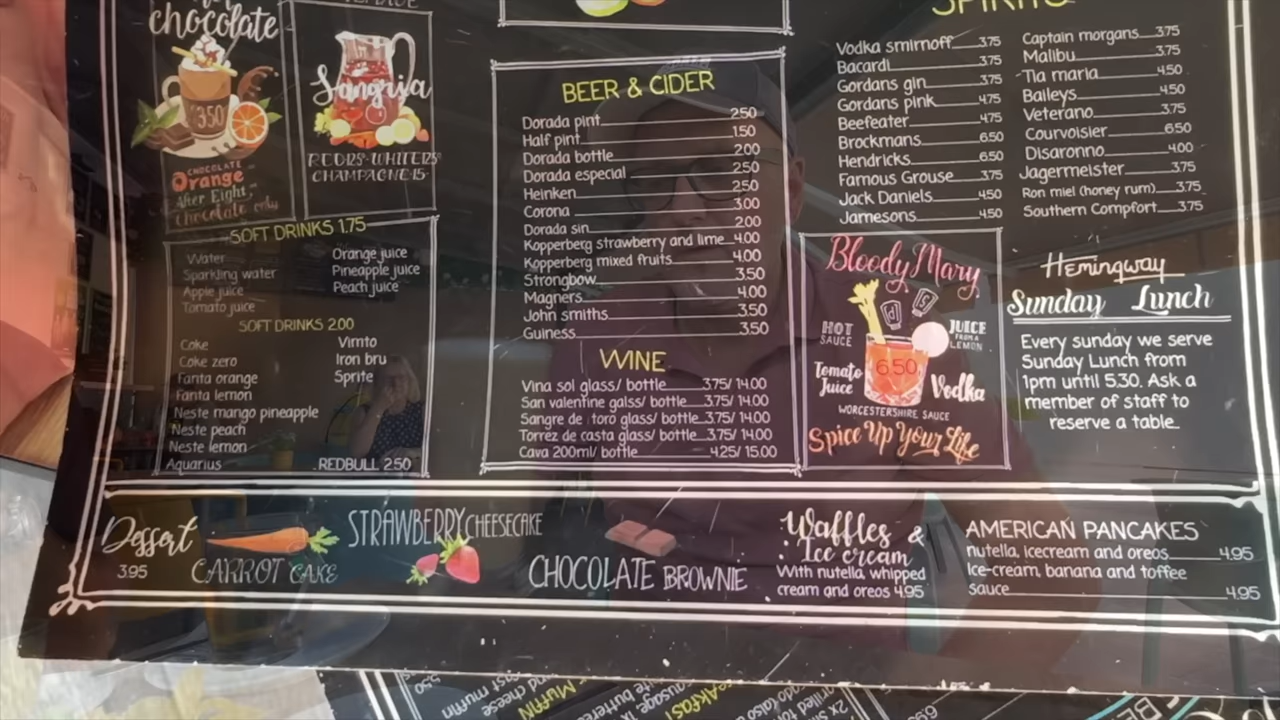 chocolate
3.50
CHOCOLATE
Orange
After Eight,
Chocolate only
Sangria
RED12.5 WHITE12.5
CHAMPAGNE 15
SOFT DRINKS 1.75
Water
Sparkling water
Apple juice
Tomato juice
Orange juice
Pineapple juice
Peach juice
SOFT DRINKS 2.00
Coke
Coke zero
Fanta orange
Fanta lemon
Neste mango pineapple
Neste peach
Neste lemon
Aquarius
Vimto
Iron bru
Sprite
REDBULL 2.50
BEER & CIDER
Dorada pint 2.50
Half pint 1.50
Dorada bottle 2.00
Dorada especial 2.50
Heinken 2.50
Corona 3.00
Dorada sin 2.00
Kopperberg strawberry and lime 4.00
Kopperberg mixed fruits 4.00
Strongbow 3.50
Magners 4.00
John smiths 3.50
Guiness 3.50
WINE
Vina sol glass/ bottle 3.75/ 14.00
San valentine galss/ bottle 3.75/ 14.00
Sangre de toro glass/ bottle 3.75/ 14.00
Torrez de casta glass/ bottle 3.75/ 14.00
Cava 200ml/ bottle 4.25/ 15.00
SPIRITS
Vodka smirnoff 3.75
Bacardi 3.75
Gordans gin 3.75
Gordans pink 4.75
Beefeater 4.75
Brockmans 6.50
Hendricks 6.50
Famous Grouse 3.75
Jack Daniels 4.50
Jamesons 4.50
Captain morgans 3.75
Malibu 3.75
Tia maria 4.50
Baileys 4.50
Veterano 3.75
Courvoisier 6.50
Disaronno 4.00
Jagermeister 3.75
Ron miel (honey rum) 3.75
Southern Compfort 3.75
Bloody Mary
HOT
SAUCE
JUICE
FROM A
LEMON
6.50
Tomato
Juice
Vodka
WORCESTERSHIRE SAUCE
Spice Up Your Life
Hemingway
Sunday Lunch
Every sunday we serve
Sunday Lunch from
1pm until 5.30. Ask a
member of staff to
reserve a table.
Dessert
3.95
CARROT CAKE
STRAWBERRY CHEESECAKE
CHOCOLATE BROWNIE
Waffles &
Ice cream
With nutella, whipped
cream and oreos 4.95
AMERICAN PANCAKES
nutella, icecream and oreos 4.95
Ice-cream, banana and toffee
sauce 4.95